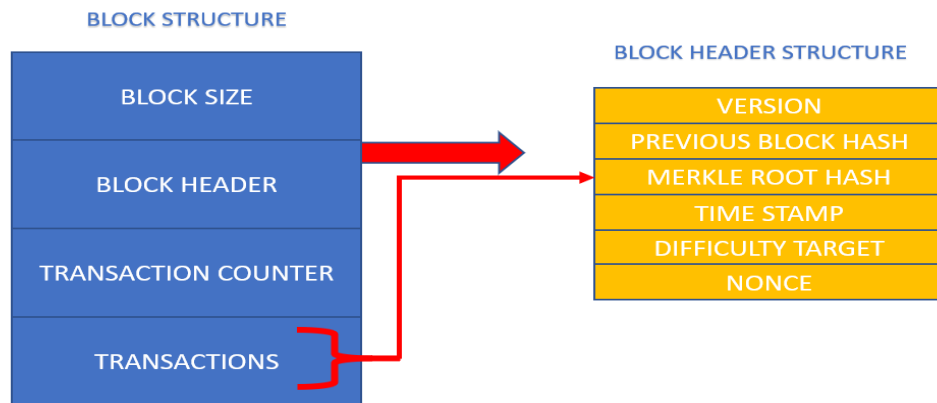 BLOCK STRUCTURE
BLOCK SIZE
BLOCK HEADER
TRANSACTION COUNTER
TRANSACTIONS
BLOCK HEADER STRUCTURE
VERSION
PREVIOUS BLOCK HASH
MERKLE ROOT HASH
TIME STAMP
DIFFICULTY TARGET
NONCE